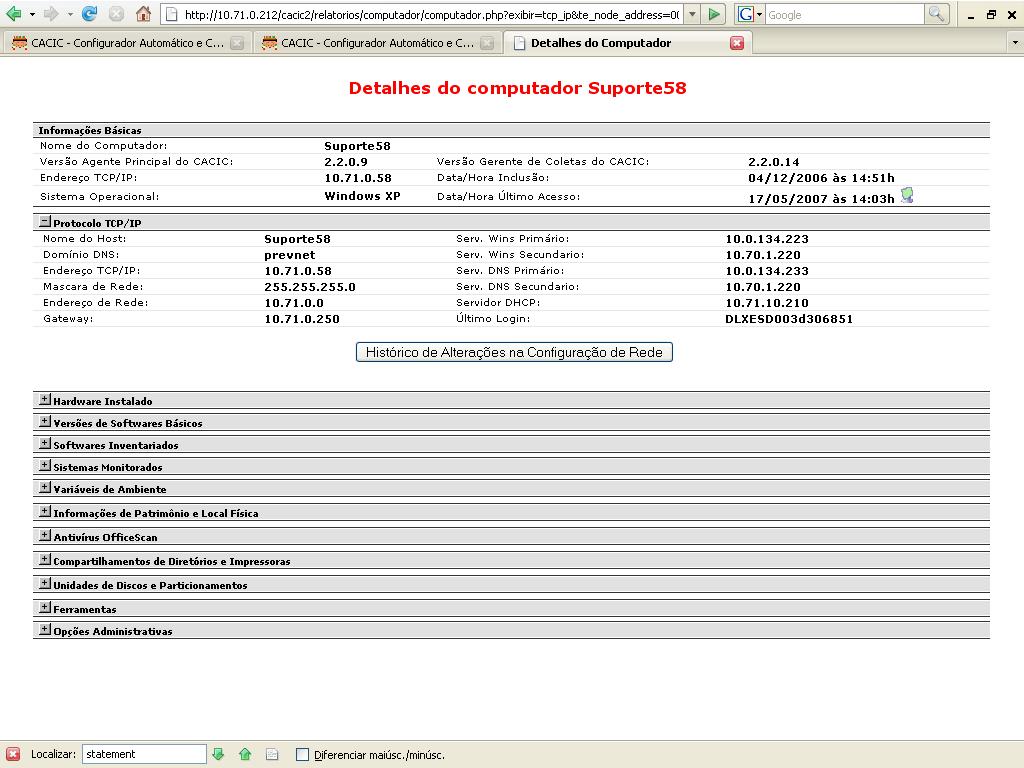 http://10.71.0.212/cacic2/relatorios/computador/computador.php?exibir=tcp_ip&te_node_address=00
Google
CACIC - Configurador Automático e C...
CACIC - Configurador Automático e C...
Detalhes do Computador
Detalhes do computador Suporte58
Informações Básicas
Nome do Computador: Suporte58
Versão Agente Principal do CACIC: 2.2.0.9 Versão Gerente de Coletas do CACIC: 2.2.0.14
Endereço TCP/IP: 10.71.0.58 Data/Hora Inclusão: 04/12/2006 às 14:51h
Sistema Operacional: Windows XP Data/Hora Último Acesso: 17/05/2007 às 14:03h
Protocolo TCP/IP
Nome do Host: Suporte58 Serv. Wins Primário: 10.0.134.223
Domínio DNS: prevnet Serv. Wins Secundario: 10.70.1.220
Endereço TCP/IP: 10.71.0.58 Serv. DNS Primário: 10.0.134.233
Mascara de Rede: 255.255.255.0 Serv. DNS Secundario: 10.70.1.220
Endereço de Rede: 10.71.0.0 Servidor DHCP: 10.71.10.210
Gateway: 10.71.0.250 Último Login: DLXESD003d306851
Histórico de Alterações na Configuração de Rede
Hardware Instalado
Versões de Softwares Básicos
Softwares Inventariados
Sistemas Monitorados
Variáveis de Ambiente
Informações de Patrimônio e Local Física
Antivírus OfficeScan
Compartilhamentos de Diretórios e Impressoras
Unidades de Discos e Particionamentos
Ferramentas
Opções Administrativas
Localizar: statement Diferenciar maiúsc./minúsc.